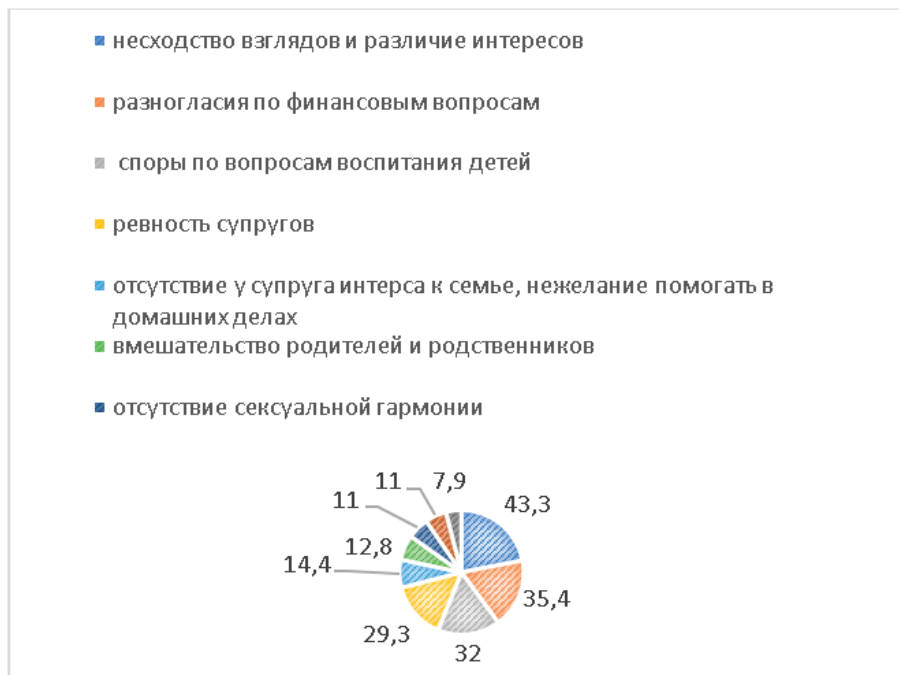 несходство взглядов и различие интересов
разногласия по финансовым вопросам
споры по вопросам воспитания детей
ревность супругов
отсутствие у супруга интерса к семье, нежелание помогать в
домашних делах
вмешательство родителей и родственников
отсутствие сексуальной гармонии
43,3
35,4
32
29,3
14,4
12,8
11
11
7,9